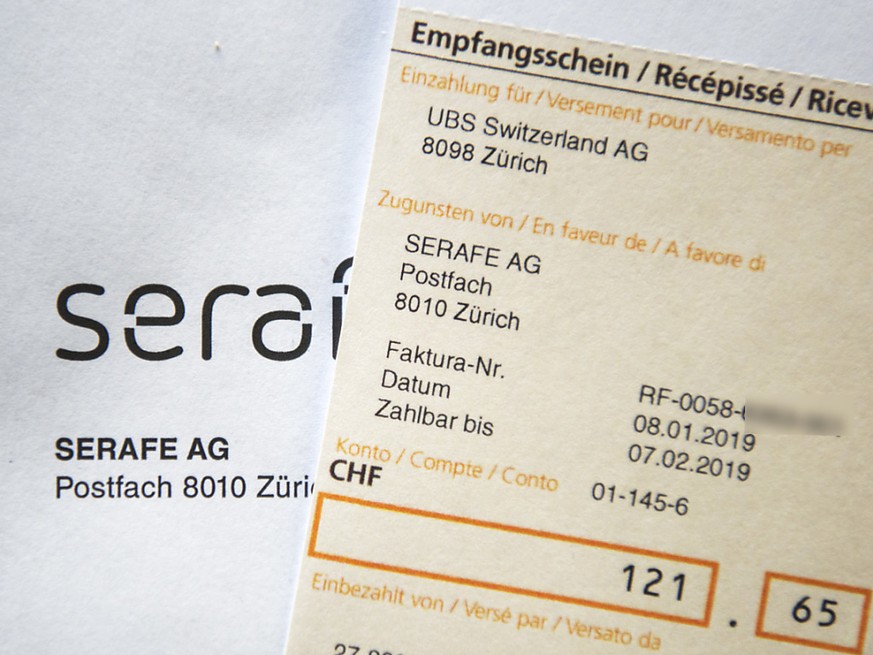 seraf
SERAFE AG
Postfach 8010 Züri
Empfangsschein / Récépissé / Ricev
Einzahlung für / Versement pour / Versamento per
UBS Switzerland AG
8098 Zürich
Zugunsten von / En faveur de / A favore di
SERAFE AG
Postfach
8010 Zürich
Faktura-Nr. RF-0058-
Datum 08.01.2019
Zahlbar bis 07.02.2019
Konto / Compte / Conto 01-145-6
CHF
121 . 65
Einbezahlt von / Versé par / Versato da